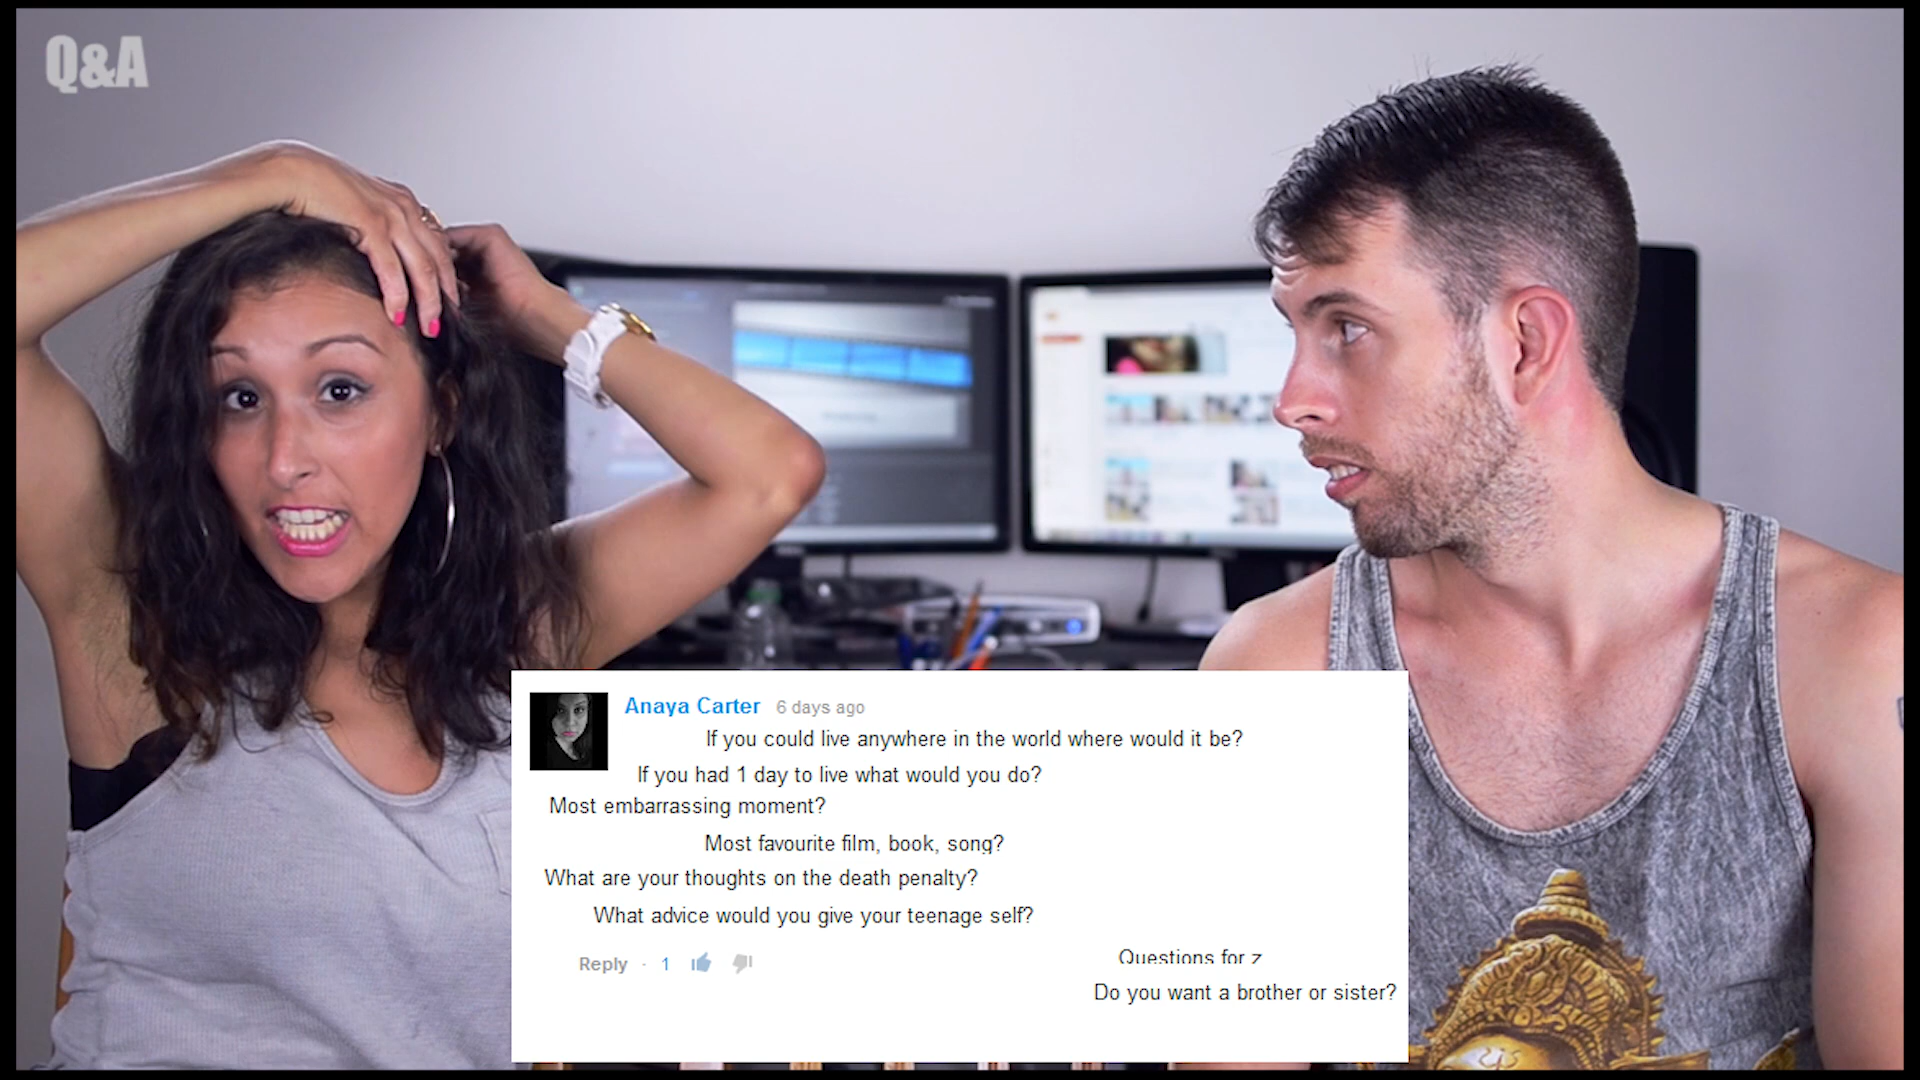 Q&A
Anaya Carter 6 days ago
If you could live anywhere in the world where would it be?
If you had 1 day to live what would you do?
Most embarrassing moment?
Most favourite film, book, song?
What are your thoughts on the death penalty?
What advice would you give your teenage self?
Reply · 1
Questions for z
Do you want a brother or sister?